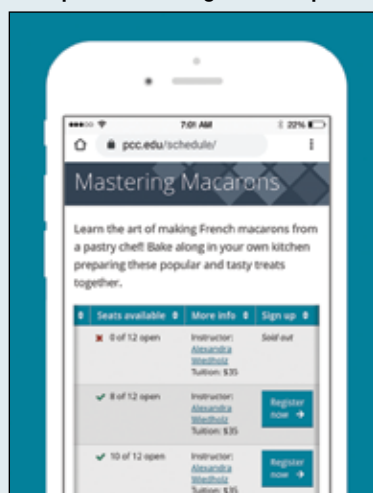 7:01 AM
22%
pcc.edu/schedule/
Mastering Macarons
Learn the art of making French macarons from
a pastry chef! Bake along in your own kitchen
preparing these popular and tasty treats
together.
Seats available More info Sign up
0 of 12 open Instructor: Sold out
Alexandra
Wiedholz
Tuition: $35
8 of 12 open Instructor: Register
Alexandra now
Wiedholz
Tuition: $35
10 of 12 open Instructor: Register
Alexandra now
Wiedholz
Tuition: $35